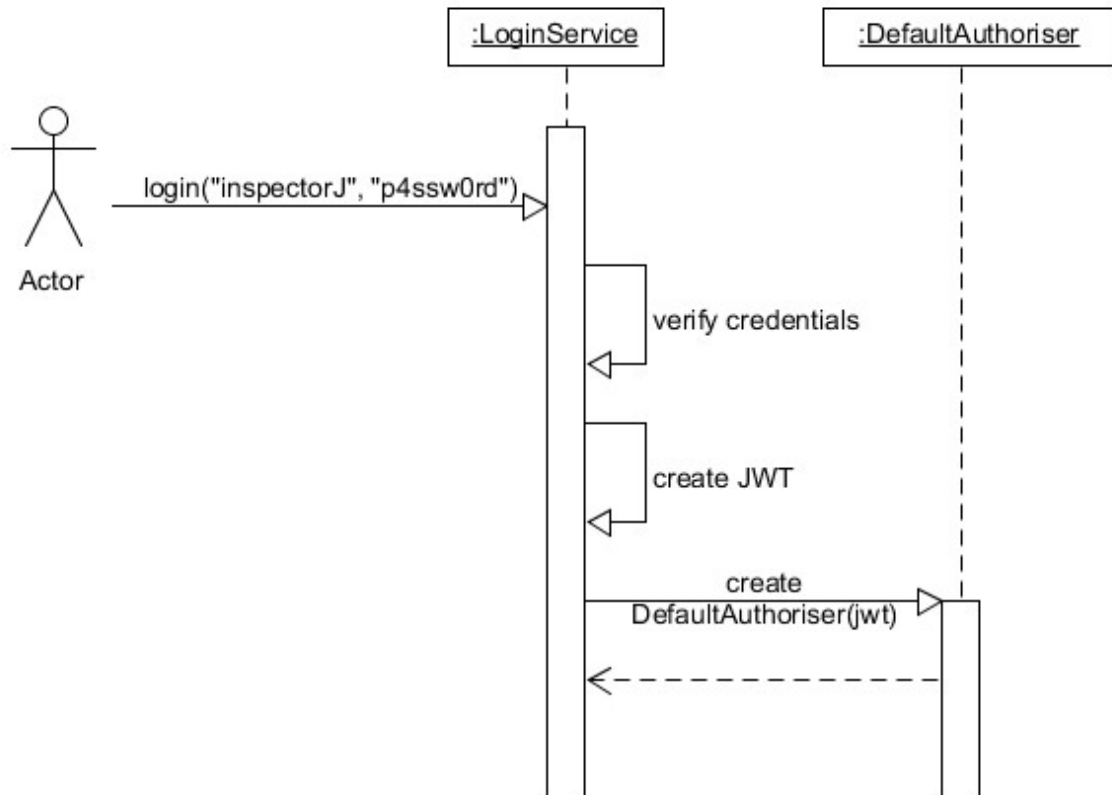 :LoginService
:DefaultAuthoriser
login("inspectorJ", "p4ssw0rd")
Actor
verify credentials
create JWT
create
DefaultAuthoriser(jwt)